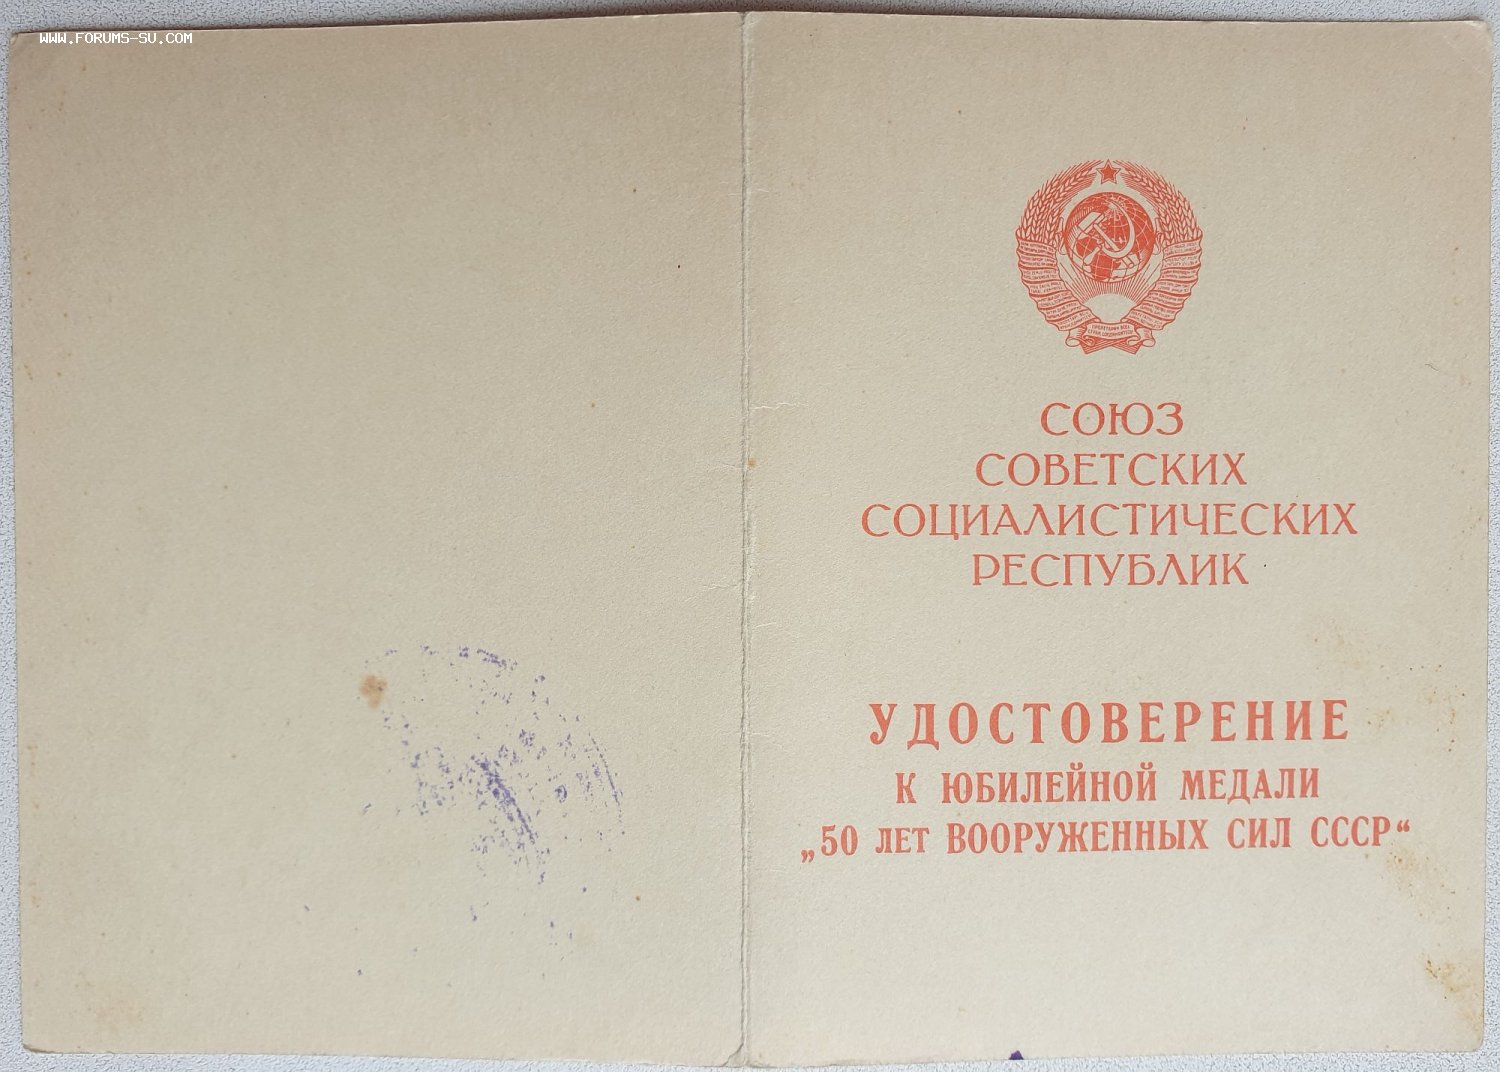 WWW.FORUMS-SU.COM
СОЮЗ
СОВЕТСКИХ
СОЦИАЛИСТИЧЕСКИХ
РЕСПУБЛИК
УДОСТОВЕРЕНИЕ
К ЮБИЛЕЙНОЙ МЕДАЛИ
„50 ЛЕТ ВООРУЖЕННЫХ СИЛ СССР“